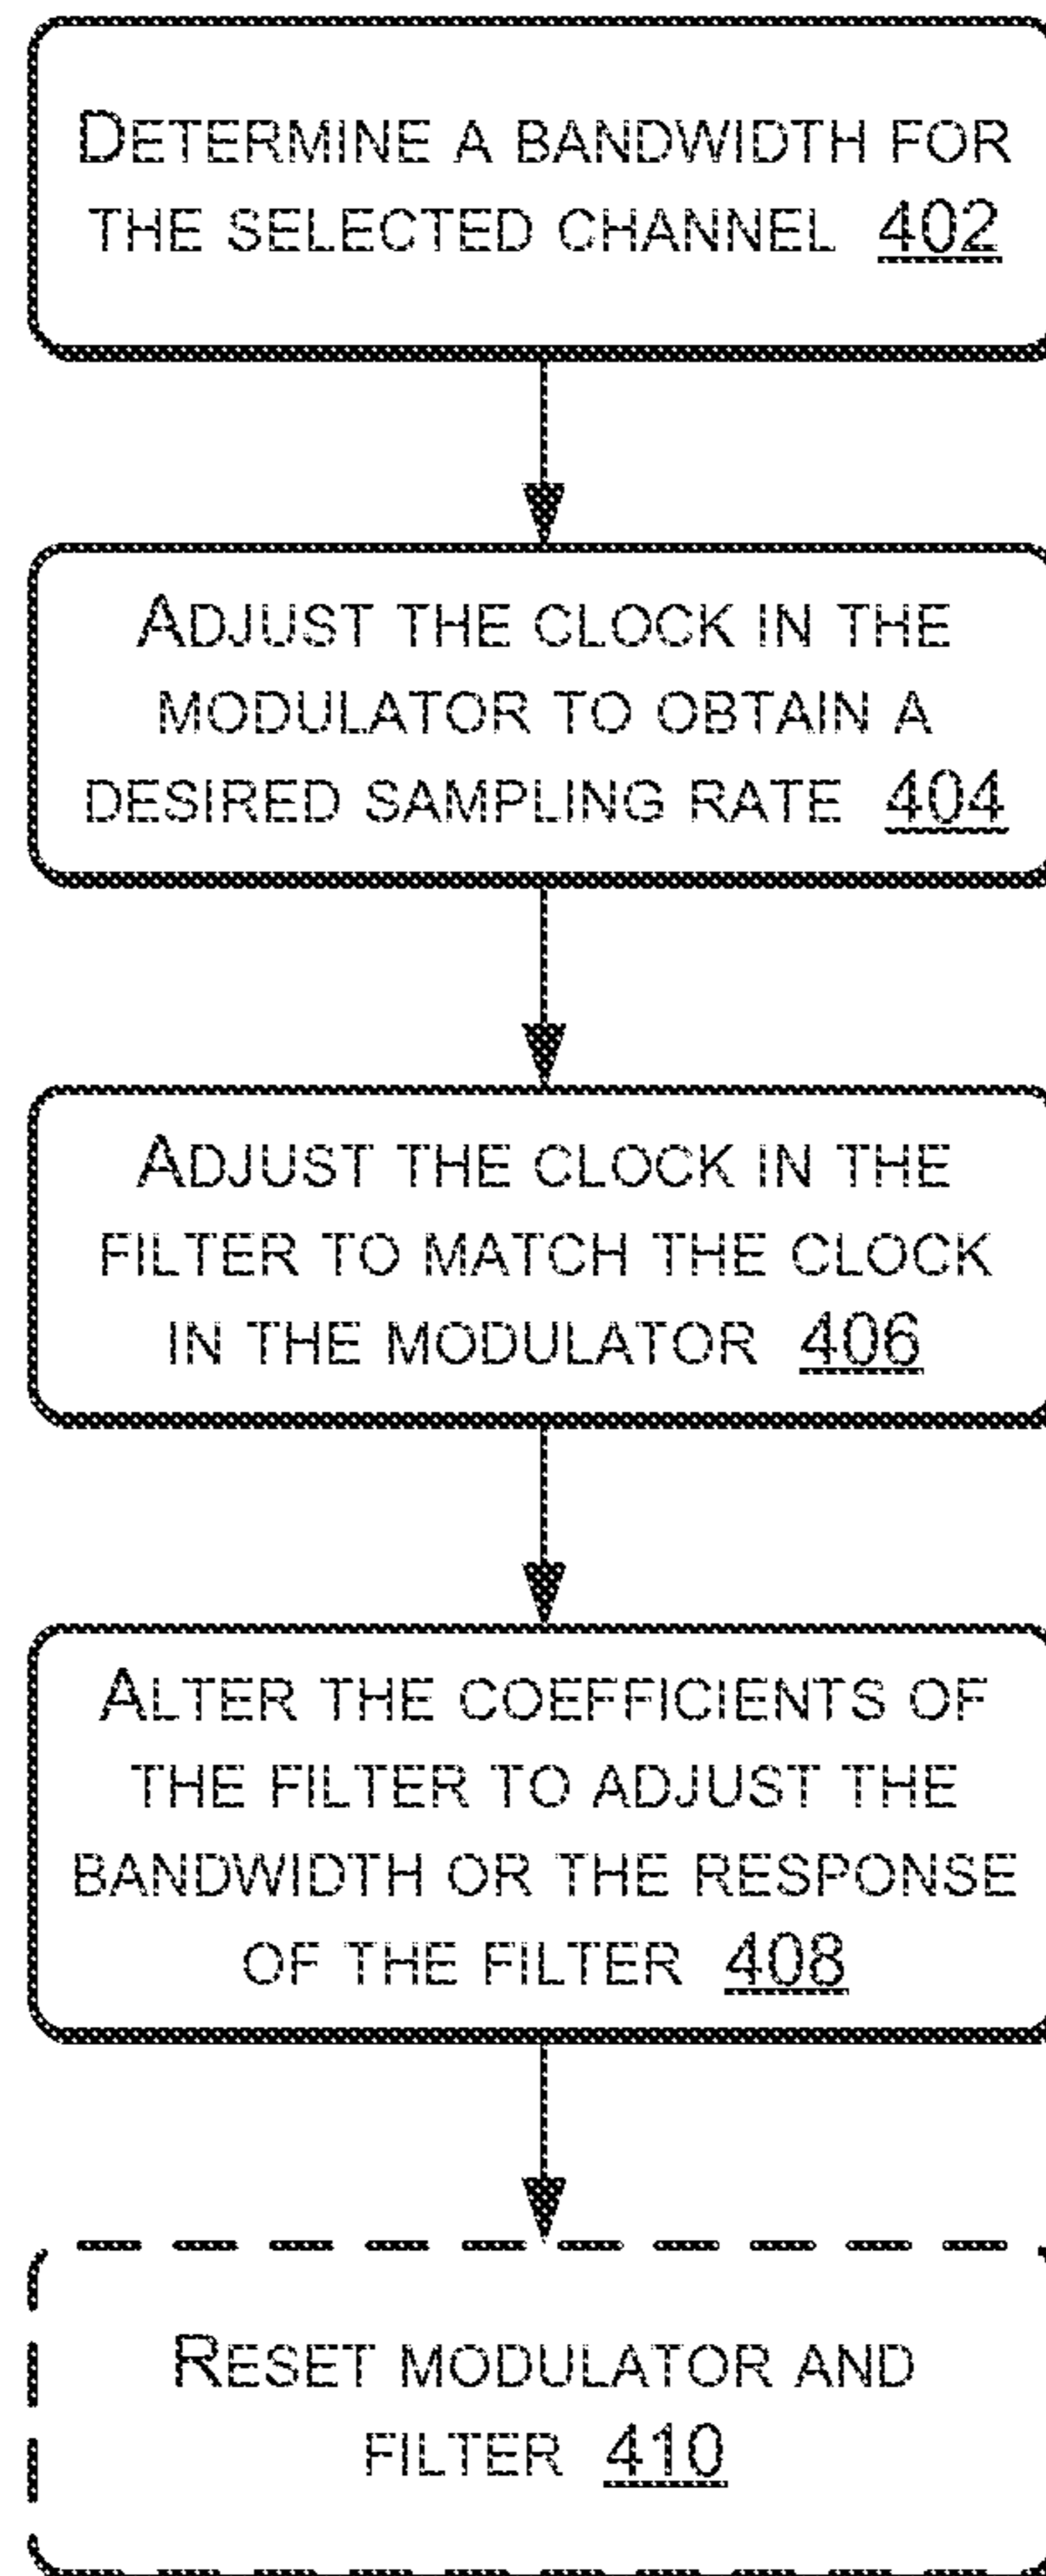 DETERMINE A BANDWIDTH FOR
THE SELECTED CHANNEL 402
ADJUST THE CLOCK IN THE
MODULATOR TO OBTAIN A
DESIRED SAMPLING RATE 404
ADJUST THE CLOCK IN THE
FILTER TO MATCH THE CLOCK
IN THE MODULATOR 406
ALTER THE COEFFICIENTS OF
THE FILTER TO ADJUST THE
BANDWIDTH OR THE RESPONSE
OF THE FILTER 408
RESET MODULATOR AND
FILTER 410